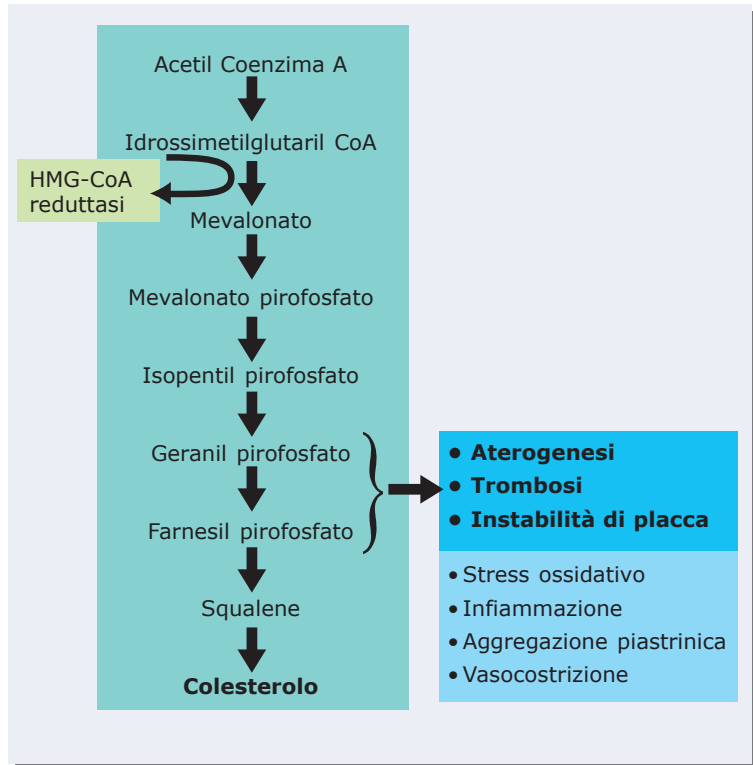 Acetil Coenzima A
Idrossimetilglutaril CoA
HMG-CoA
reduttasi
Mevalonato
Mevalonato pirofosfato
Isopentil pirofosfato
Geranil pirofosfato
Farnesil pirofosfato
Squalene
Colesterolo
• Aterogenesi
• Trombosi
• Instabilità di placca
• Stress ossidativo
• Infiammazione
• Aggregazione piastrinica
• Vasocostrizione